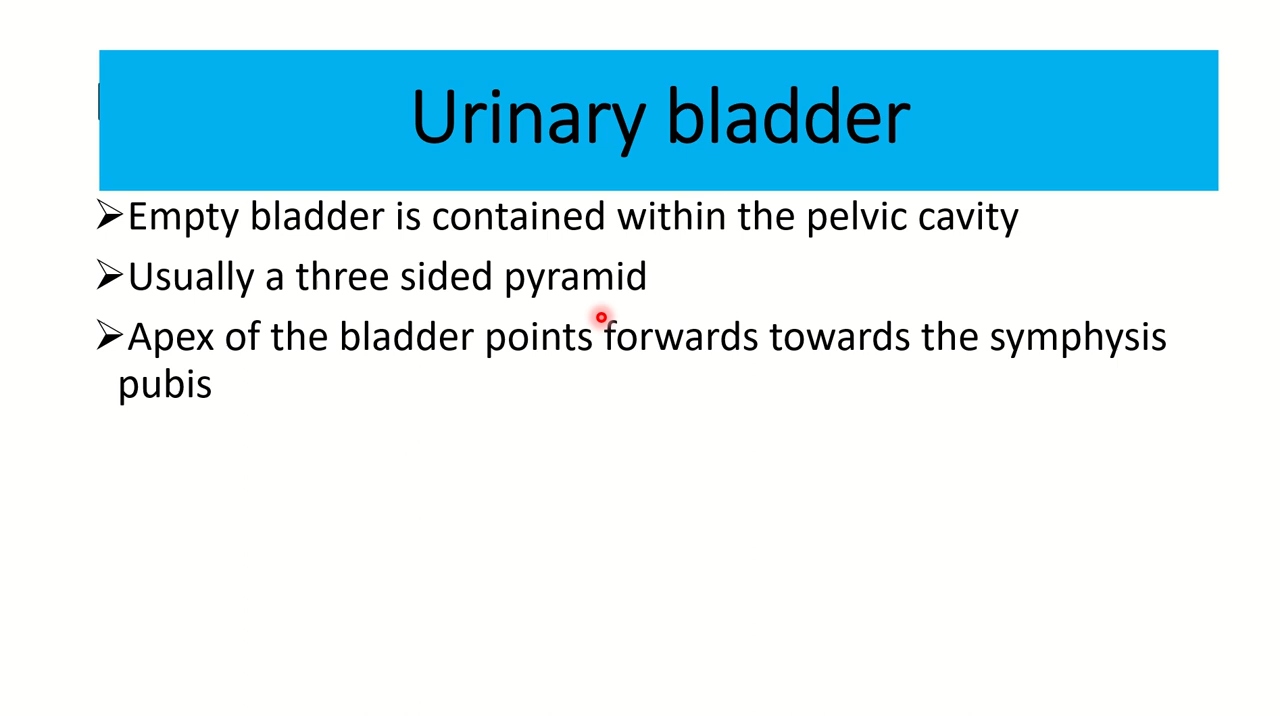 Urinary bladder
➢Empty bladder is contained within the pelvic cavity
➢Usually a three sided pyramid
➢Apex of the bladder points forwards towards the symphysis
pubis